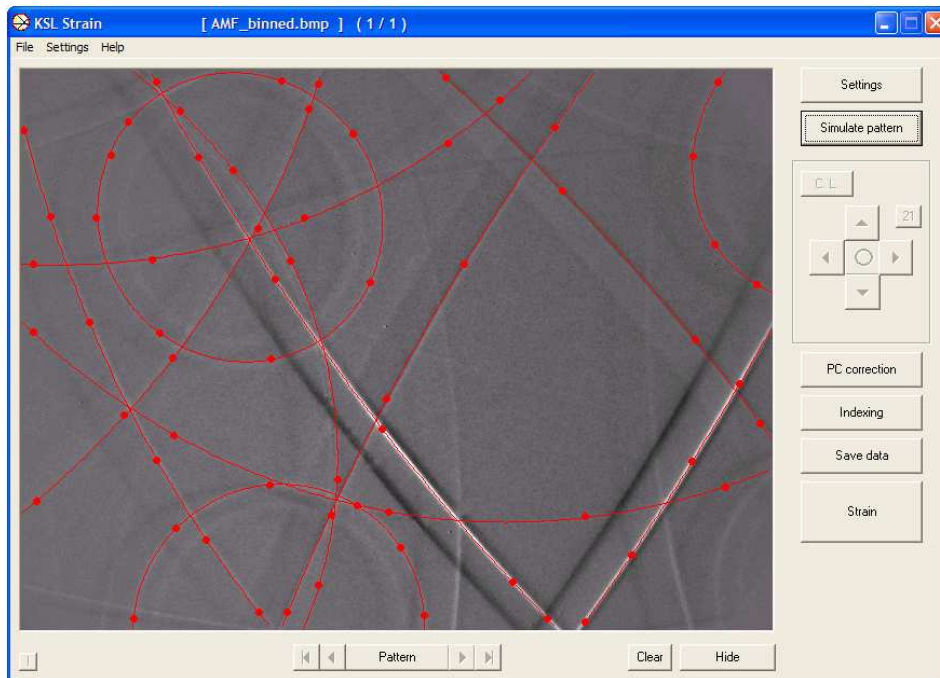 KSL Strain [ AMF_binned.bmp ] ( 1 / 1 )
File Settings Help
Settings
Simulate pattern
C L
21
PC correction
Indexing
Save data
Strain
Pattern
Clear
Hide